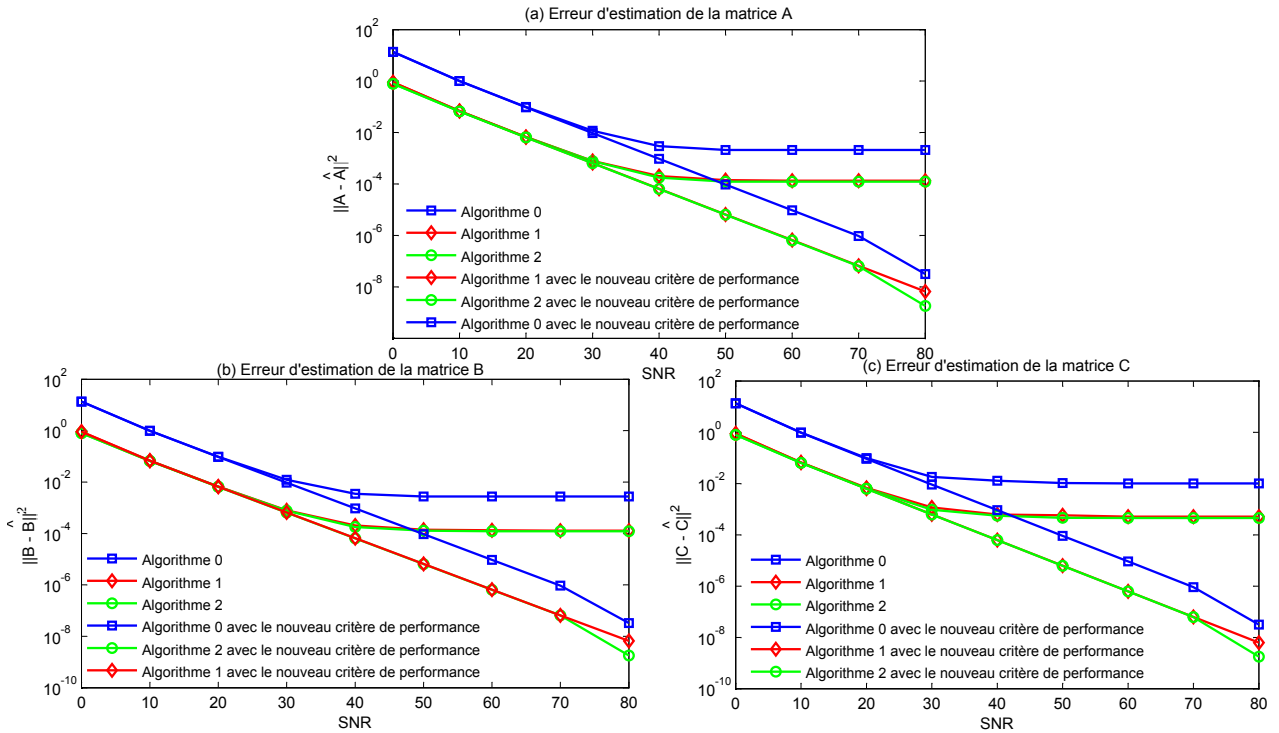 (a) Erreur d'estimation de la matrice A
10^2
10^0
10^-2
10^-4
10^-6
10^-8
||A - Â||^2
Algorithme 0
Algorithme 1
Algorithme 2
Algorithme 1 avec le nouveau critère de performance
Algorithme 2 avec le nouveau critère de performance
Algorithme 0 avec le nouveau critère de performance
0 10 20 30 40 50 60 70 80
SNR
(b) Erreur d'estimation de la matrice B
10^2
10^0
10^-2
10^-4
10^-6
10^-8
10^-10
||B - B̂||^2
Algorithme 0
Algorithme 1
Algorithme 2
Algorithme 0 avec le nouveau critère de performance
Algorithme 2 avec le nouveau critère de performance
Algorithme 1 avec le nouveau critère de performance
0 10 20 30 40 50 60 70 80
SNR
(c) Erreur d'estimation de la matrice C
10^2
10^0
10^-2
10^-4
10^-6
10^-8
10^-10
||C - Ĉ||^2
Algorithme 0
Algorithme 1
Algorithme 2
Algorithme 0 avec le nouveau critère de performance
Algorithme 1 avec le nouveau critère de performance
Algorithme 2 avec le nouveau critère de performance
0 10 20 30 40 50 60 70 80
SNR